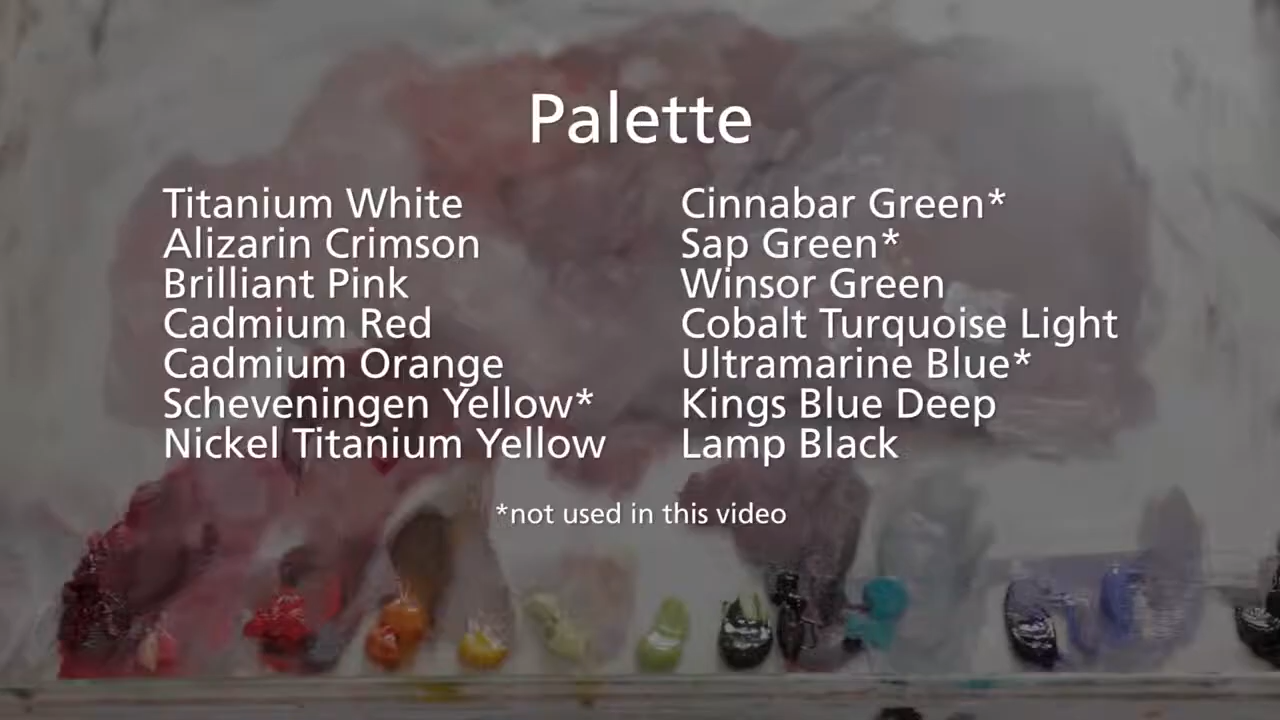 Palette
Titanium White
Alizarin Crimson
Brilliant Pink
Cadmium Red
Cadmium Orange
Scheveningen Yellow*
Nickel Titanium Yellow
Cinnabar Green*
Sap Green*
Winsor Green
Cobalt Turquoise Light
Ultramarine Blue*
Kings Blue Deep
Lamp Black
*not used in this video